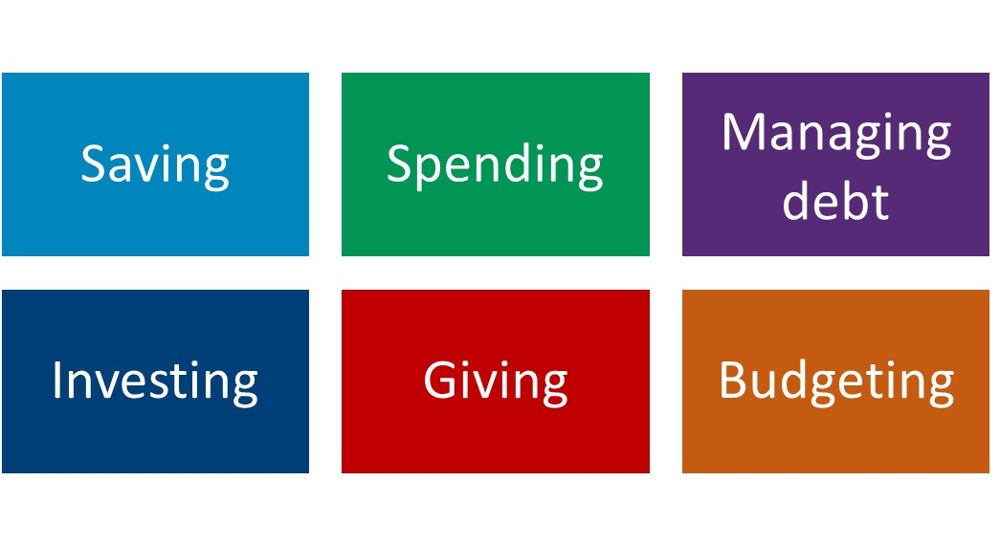 Saving
Spending
Managing
debt
Investing
Giving
Budgeting